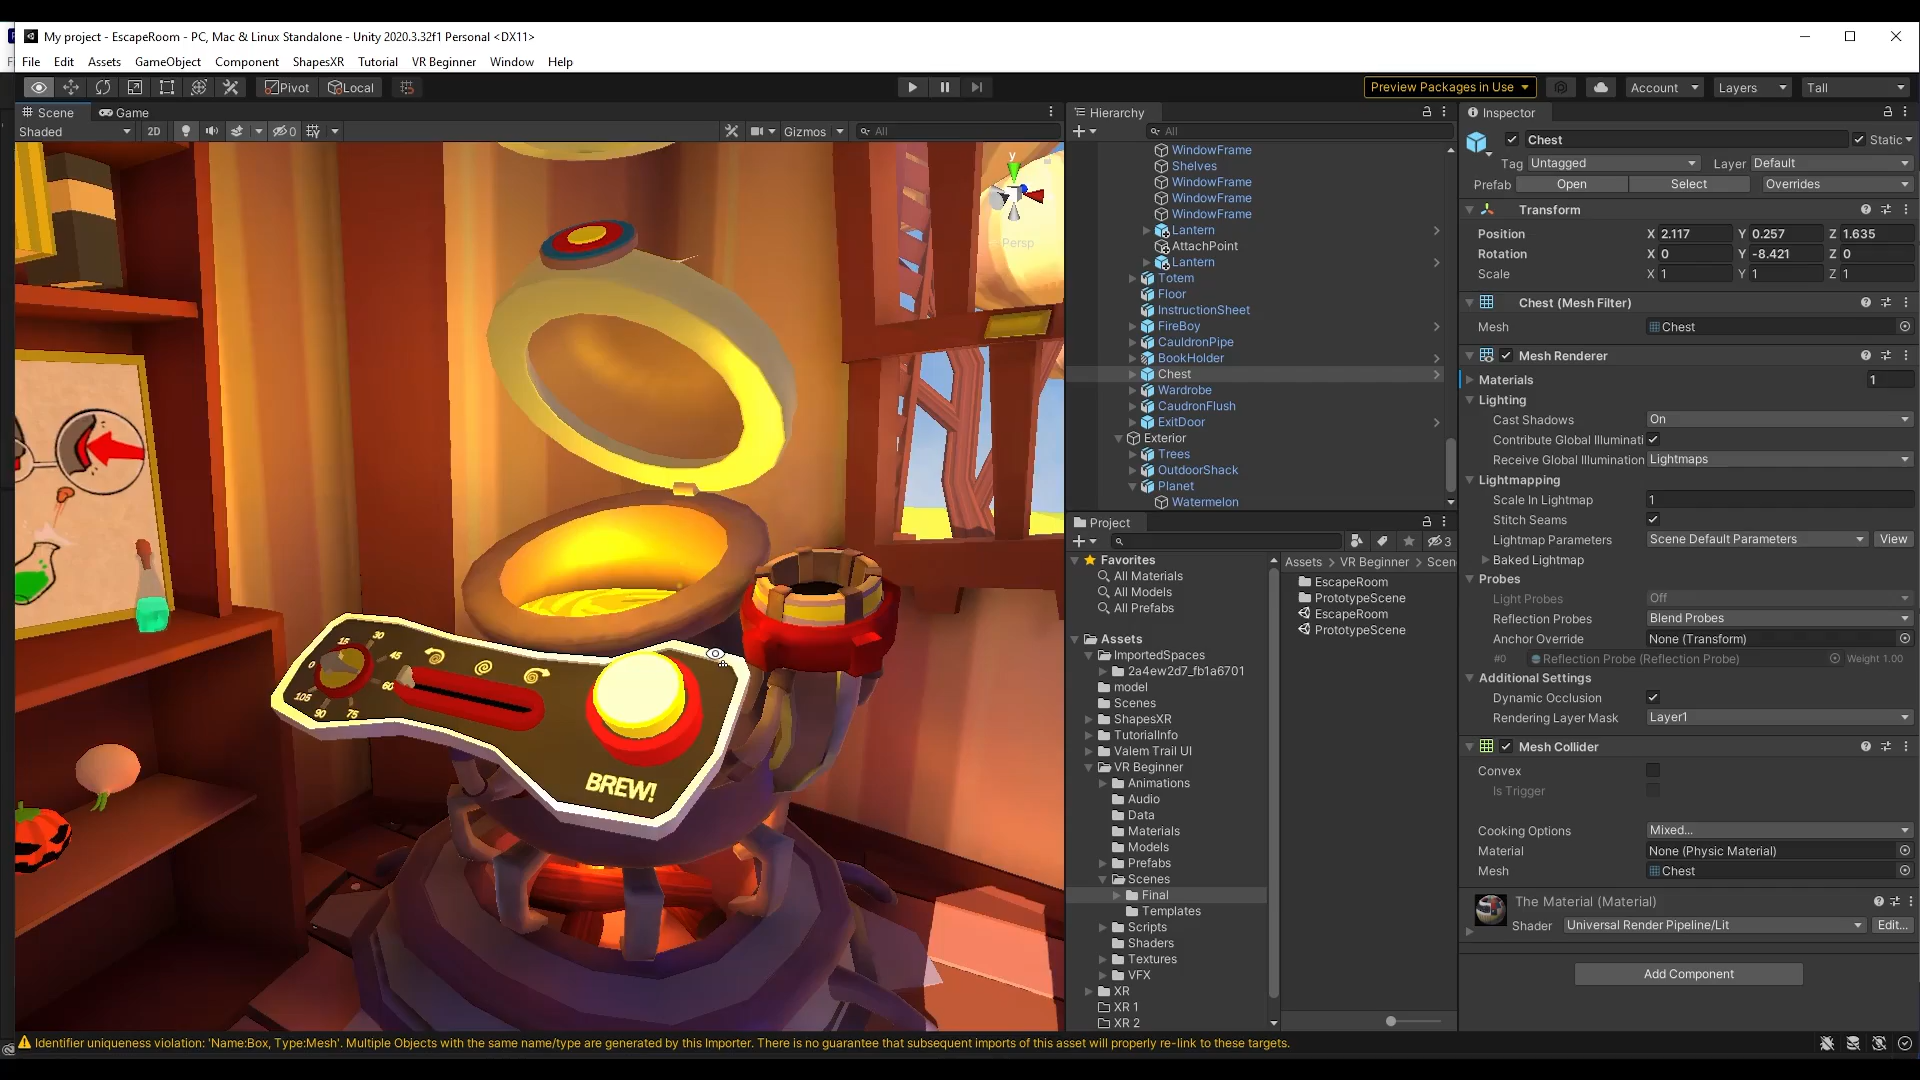 My project - EscapeRoom - PC, Mac & Linux Standalone - Unity 2020.3.32f1 Personal <DX11>
File Edit Assets GameObject Component ShapesXR Tutorial VR Beginner Window Help
Pivot Local Preview Packages in Use Account Layers Tall
Scene Game
Shaded 2D 0 Gizmos All
y
Persp
15 30
0 45
60
105
90 75
BREW!
Hierarchy
All
WindowFrame
Shelves
WindowFrame
WindowFrame
WindowFrame
Lantern
AttachPoint
Lantern
Totem
Floor
InstructionSheet
FireBoy
CauldronPipe
BookHolder
Chest
Wardrobe
CaudronFlush
ExitDoor
Exterior
Trees
OutdoorShack
Planet
Watermelon
Project
3
Favorites
All Materials
All Models
All Prefabs
Assets
ImportedSpaces
2a4ew2d7_fb1a6701
model
Scenes
ShapesXR
TutorialInfo
Valem Trail UI
VR Beginner
Animations
Audio
Data
Materials
Models
Prefabs
Scenes
Final
Templates
Scripts
Shaders
Textures
VFX
XR
XR 1
XR 2
Assets > VR Beginner > Scen
EscapeRoom
PrototypeScene
EscapeRoom
PrototypeScene
Inspector
Chest Static
Tag Untagged Layer Default
Prefab Open Select Overrides
Transform
Position X 2.117 Y 0.257 Z 1.635
Rotation X 0 Y -8.421 Z 0
Scale X 1 Y 1 Z 1
Chest (Mesh Filter)
Mesh Chest
Mesh Renderer
Materials 1
Lighting
Cast Shadows On
Contribute Global Illuminati
Receive Global Illumination Lightmaps
Lightmapping
Scale In Lightmap 1
Stitch Seams
Lightmap Parameters Scene Default Parameters View
Baked Lightmap
Probes
Light Probes Off
Reflection Probes Blend Probes
Anchor Override None (Transform)
#0 Reflection Probe (Reflection Probe) Weight 1.00
Additional Settings
Dynamic Occlusion
Rendering Layer Mask Layer1
Mesh Collider
Convex
Is Trigger
Cooking Options Mixed...
Material None (Physic Material)
Mesh Chest
The Material (Material)
Shader Universal Render Pipeline/Lit Edit...
Add Component
Identifier uniqueness violation: 'Name:Box, Type:Mesh'. Multiple Objects with the same name/type are generated by this Importer. There is no guarantee that subsequent imports of this asset will properly re-link to these targets.